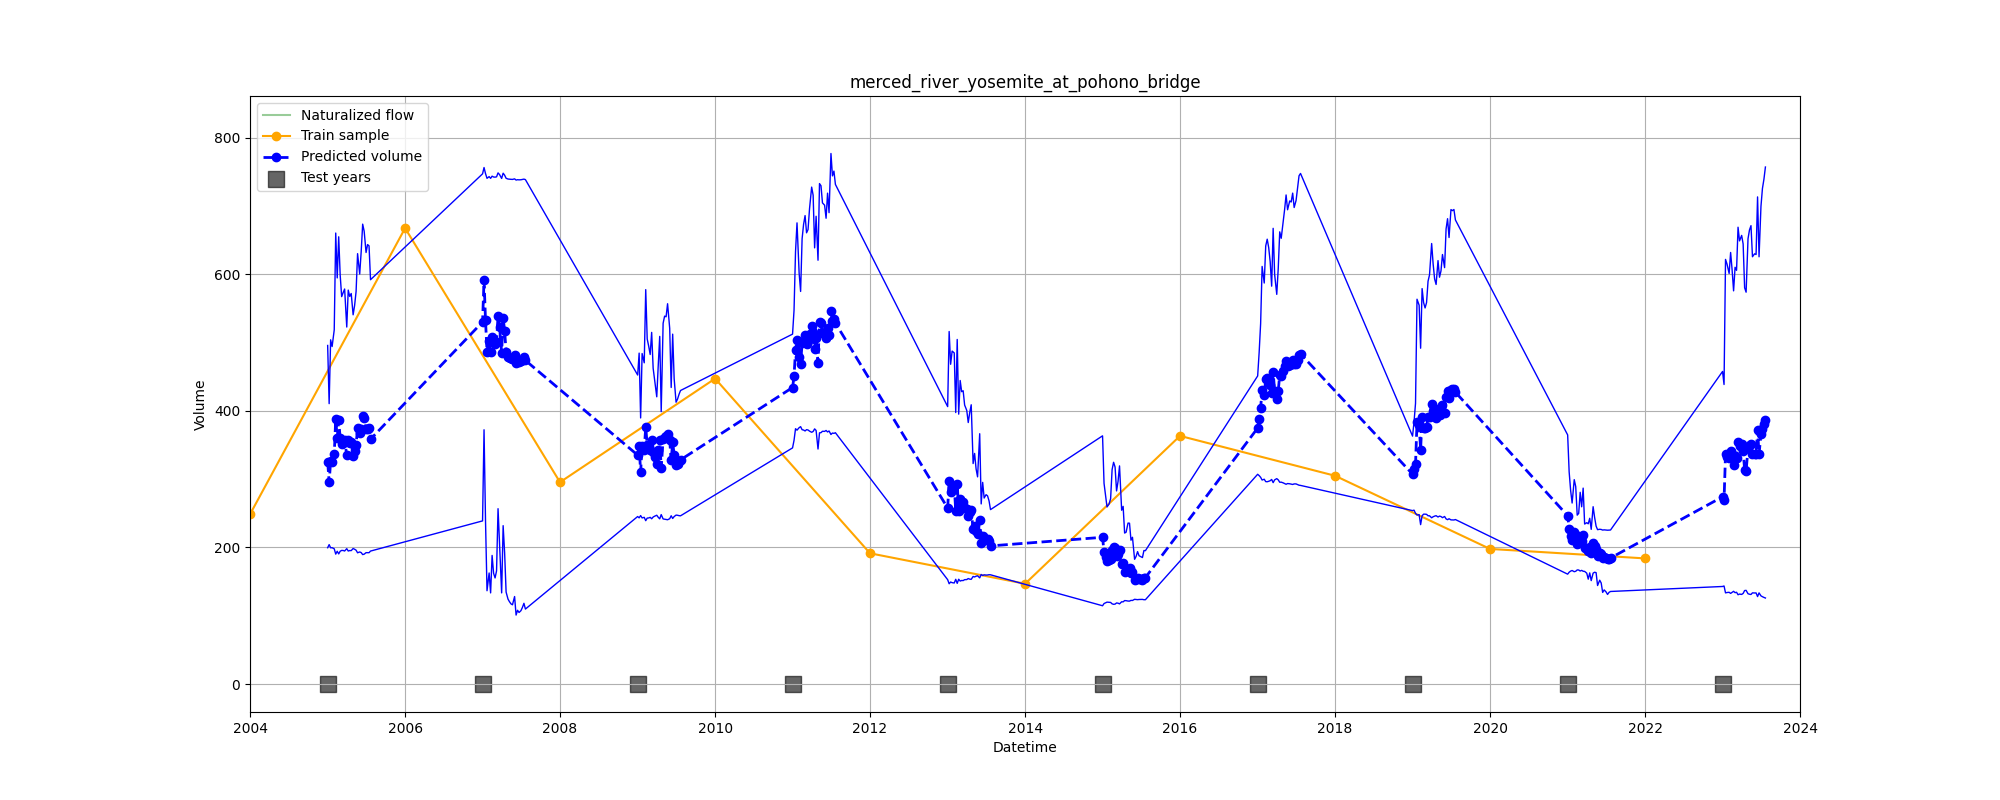 merced_river_yosemite_at_pohono_bridge
Naturalized flow
Train sample
Predicted volume
Test years
800
600
400
200
0
Volume
2004 2006 2008 2010 2012 2014 2016 2018 2020 2022 2024
Datetime